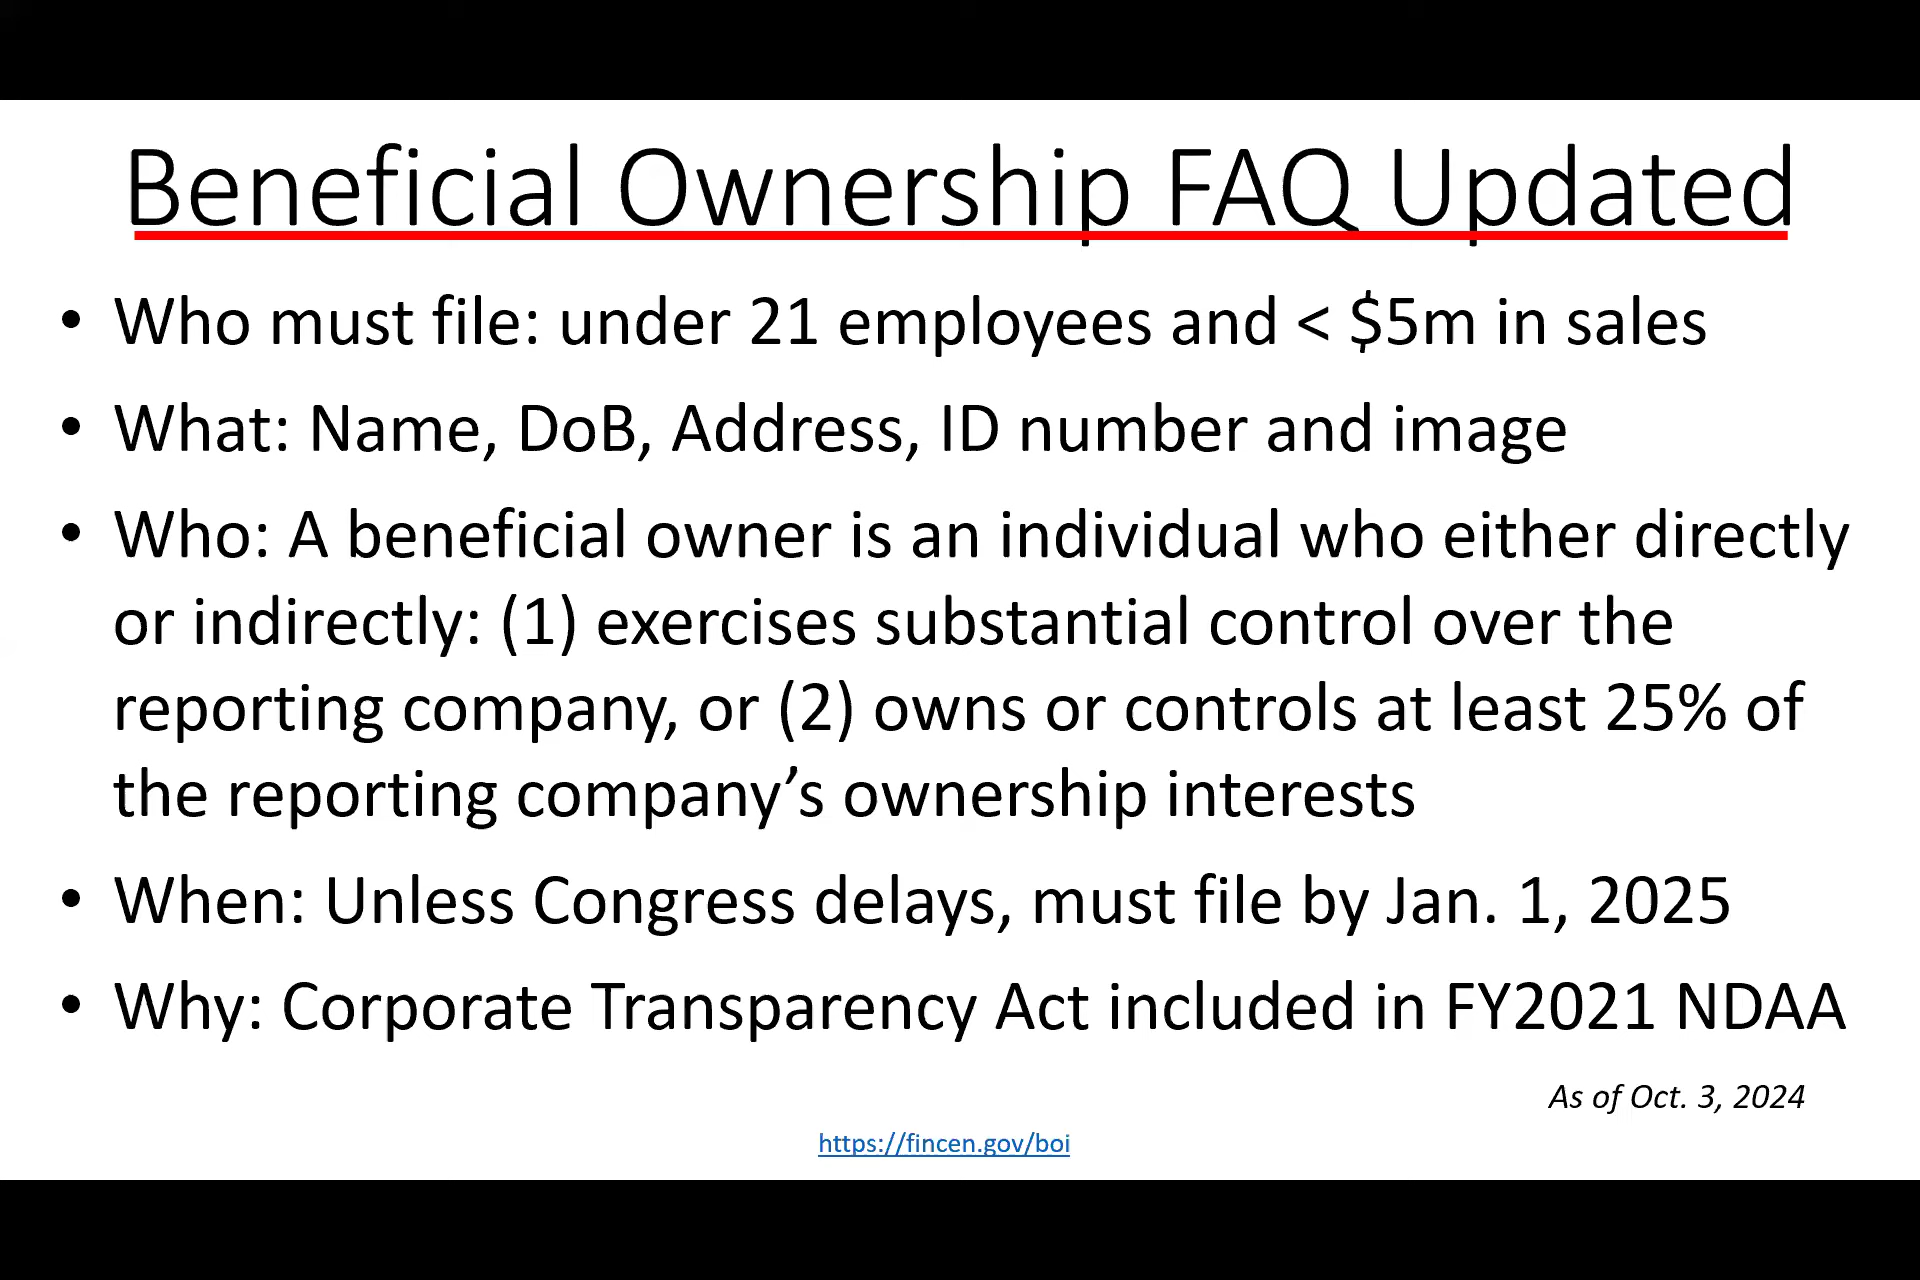 Beneficial Ownership FAQ Updated
• Who must file: under 21 employees and < $5m in sales
• What: Name, DoB, Address, ID number and image
• Who: A beneficial owner is an individual who either directly
or indirectly: (1) exercises substantial control over the
reporting company, or (2) owns or controls at least 25% of
the reporting company’s ownership interests
• When: Unless Congress delays, must file by Jan. 1, 2025
• Why: Corporate Transparency Act included in FY2021 NDAA
As of Oct. 3, 2024
https://fincen.gov/boi